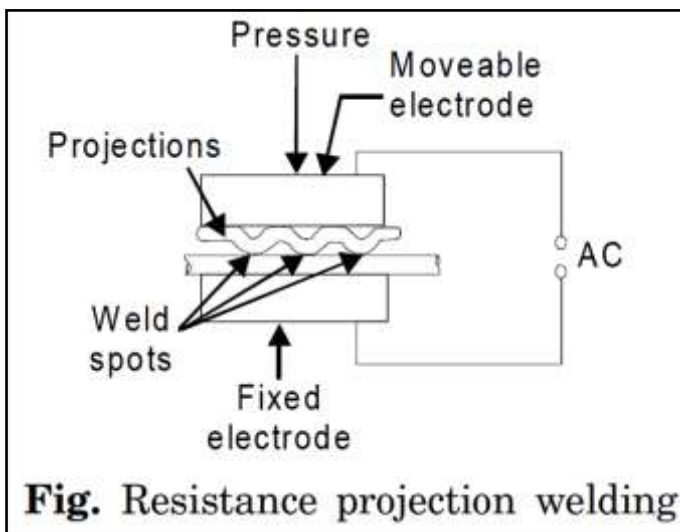 Pressure
Moveable
electrode
Projections
AC
Weld
spots
Fixed
electrode
Fig. Resistance projection welding